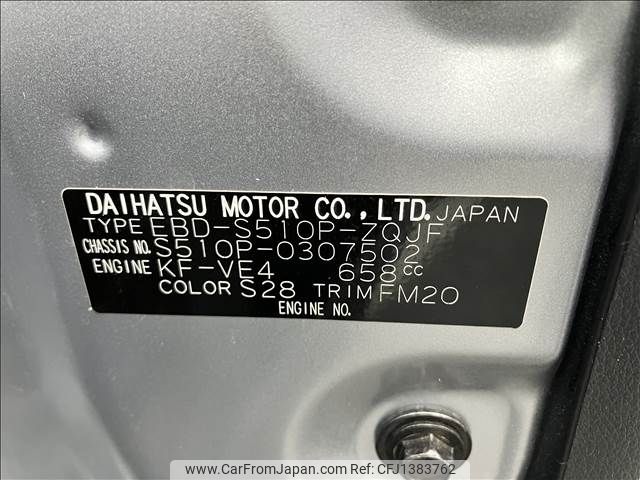 DAIHATSU MOTOR CO., LTD. JAPAN
TYPE EBD-S510P-ZQJF
CHASSIS NO. S510P-0307502
ENGINE KF-VE4 658cc
COLOR S28 TRIM FM20
ENGINE NO.
www.CarFromJapan.com | Ref No: CFJ1383762